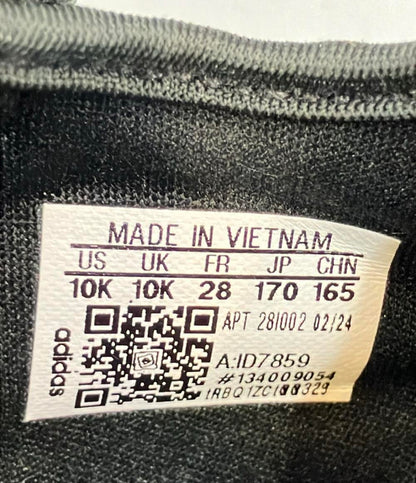 MADE IN VIETNAM
US UK FR JP CHN
10K 10K 28 170 165
APT 281002 02/24
A:ID7859
#134009054
adidas